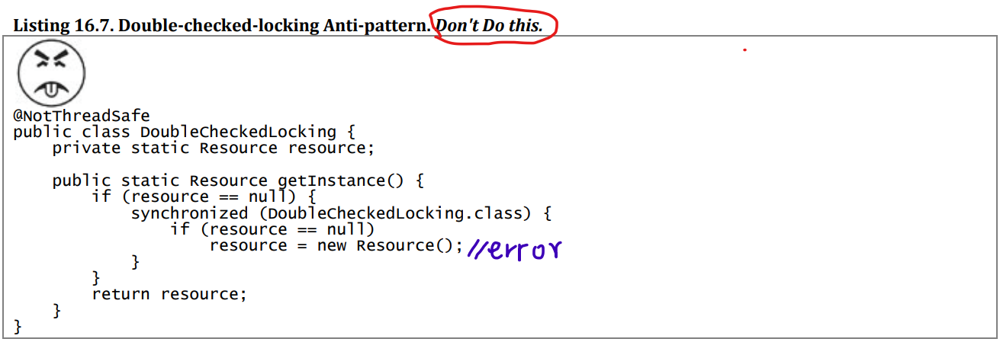 Listing 16.7. Double-checked-locking Anti-pattern. Don't Do this.
@NotThreadSafe
public class DoubleCheckedLocking {
    private static Resource resource;
    public static Resource getInstance() {
        if (resource == null) {
            synchronized (DoubleCheckedLocking.class) {
                if (resource == null)
                    resource = new Resource(); //error
            }
        }
        return resource;
    }
}